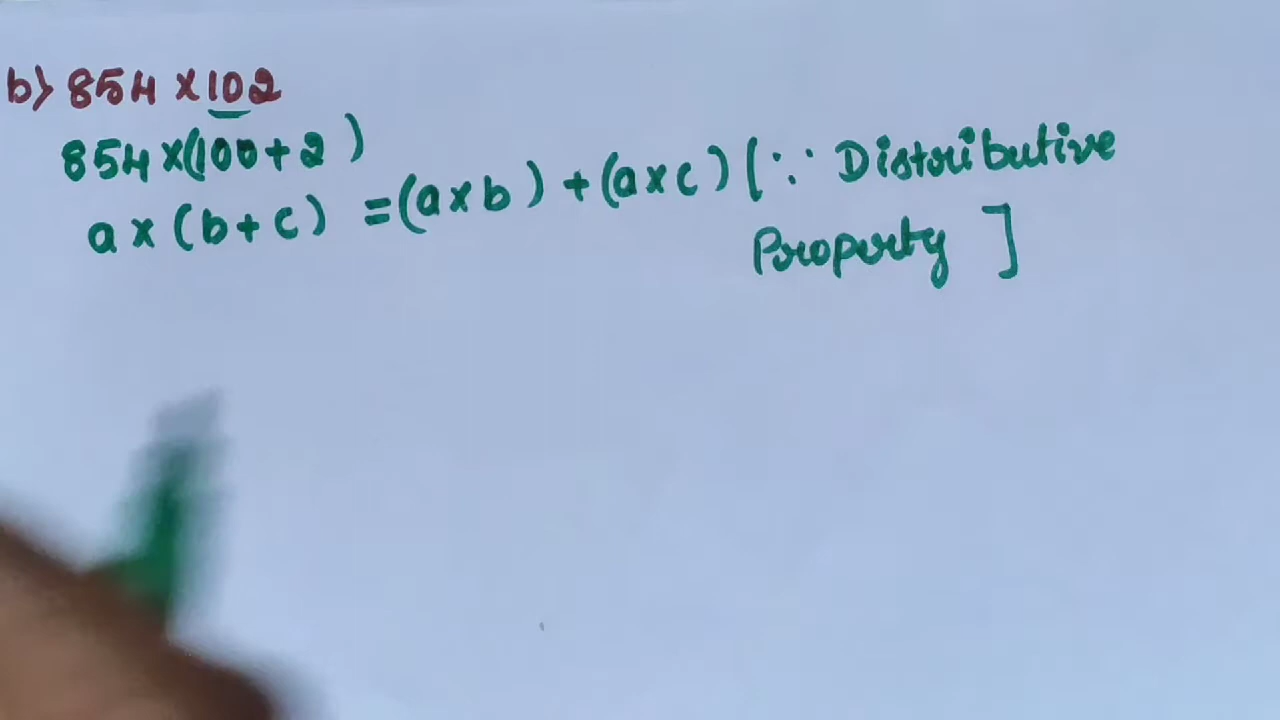 b) 854 × 102
854 × (100 + 2)
a × (b + c) = (a × b) + (a × c) [∵ Distributive
Property]